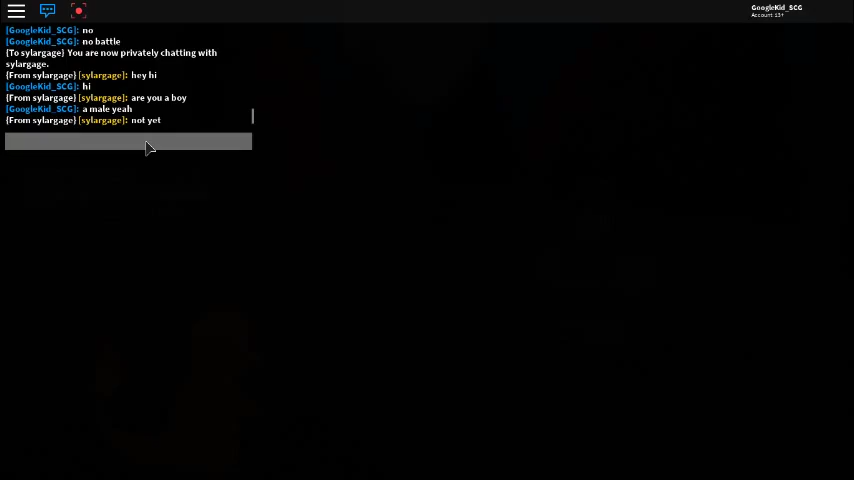 GoogleKid_SCG
Account: 13+
[GoogleKid_SCG]: no
[GoogleKid_SCG]: no battle
{To sylargage} You are now privately chatting with
sylargage.
{From sylargage} [sylargage]: hey hi
[GoogleKid_SCG]: hi
{From sylargage} [sylargage]: are you a boy
[GoogleKid_SCG]: a male yeah
{From sylargage} [sylargage]: not yet